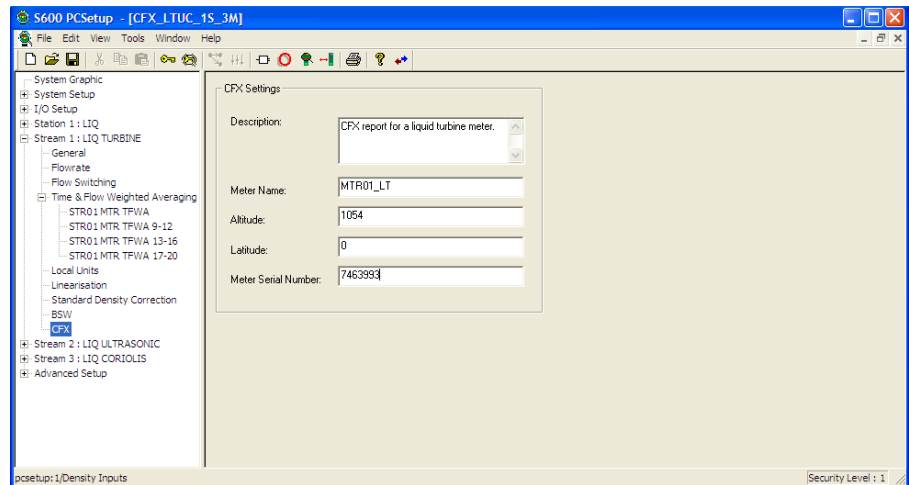 S600 PCSetup - [CFX_LTUC_1S_3M]
File Edit View Tools Window Help
System Graphic
System Setup
I/O Setup
Station 1 : LIQ
Stream 1 : LIQ TURBINE
General
Flowrate
Flow Switching
Time & Flow Weighted Averaging
STR01 MTR TFWA
STR01 MTR TFWA 9-12
STR01 MTR TFWA 13-16
STR01 MTR TFWA 17-20
Local Units
Linearisation
Standard Density Correction
BSW
CFX
Stream 2 : LIQ ULTRASONIC
Stream 3 : LIQ CORIOLIS
Advanced Setup
CFX Settings
Description: CFX report for a liquid turbine meter.
Meter Name: MTR01_LT
Altitude: 1054
Latitude: 0
Meter Serial Number: 7463993
pcsetup:1/Density Inputs Security Level : 1